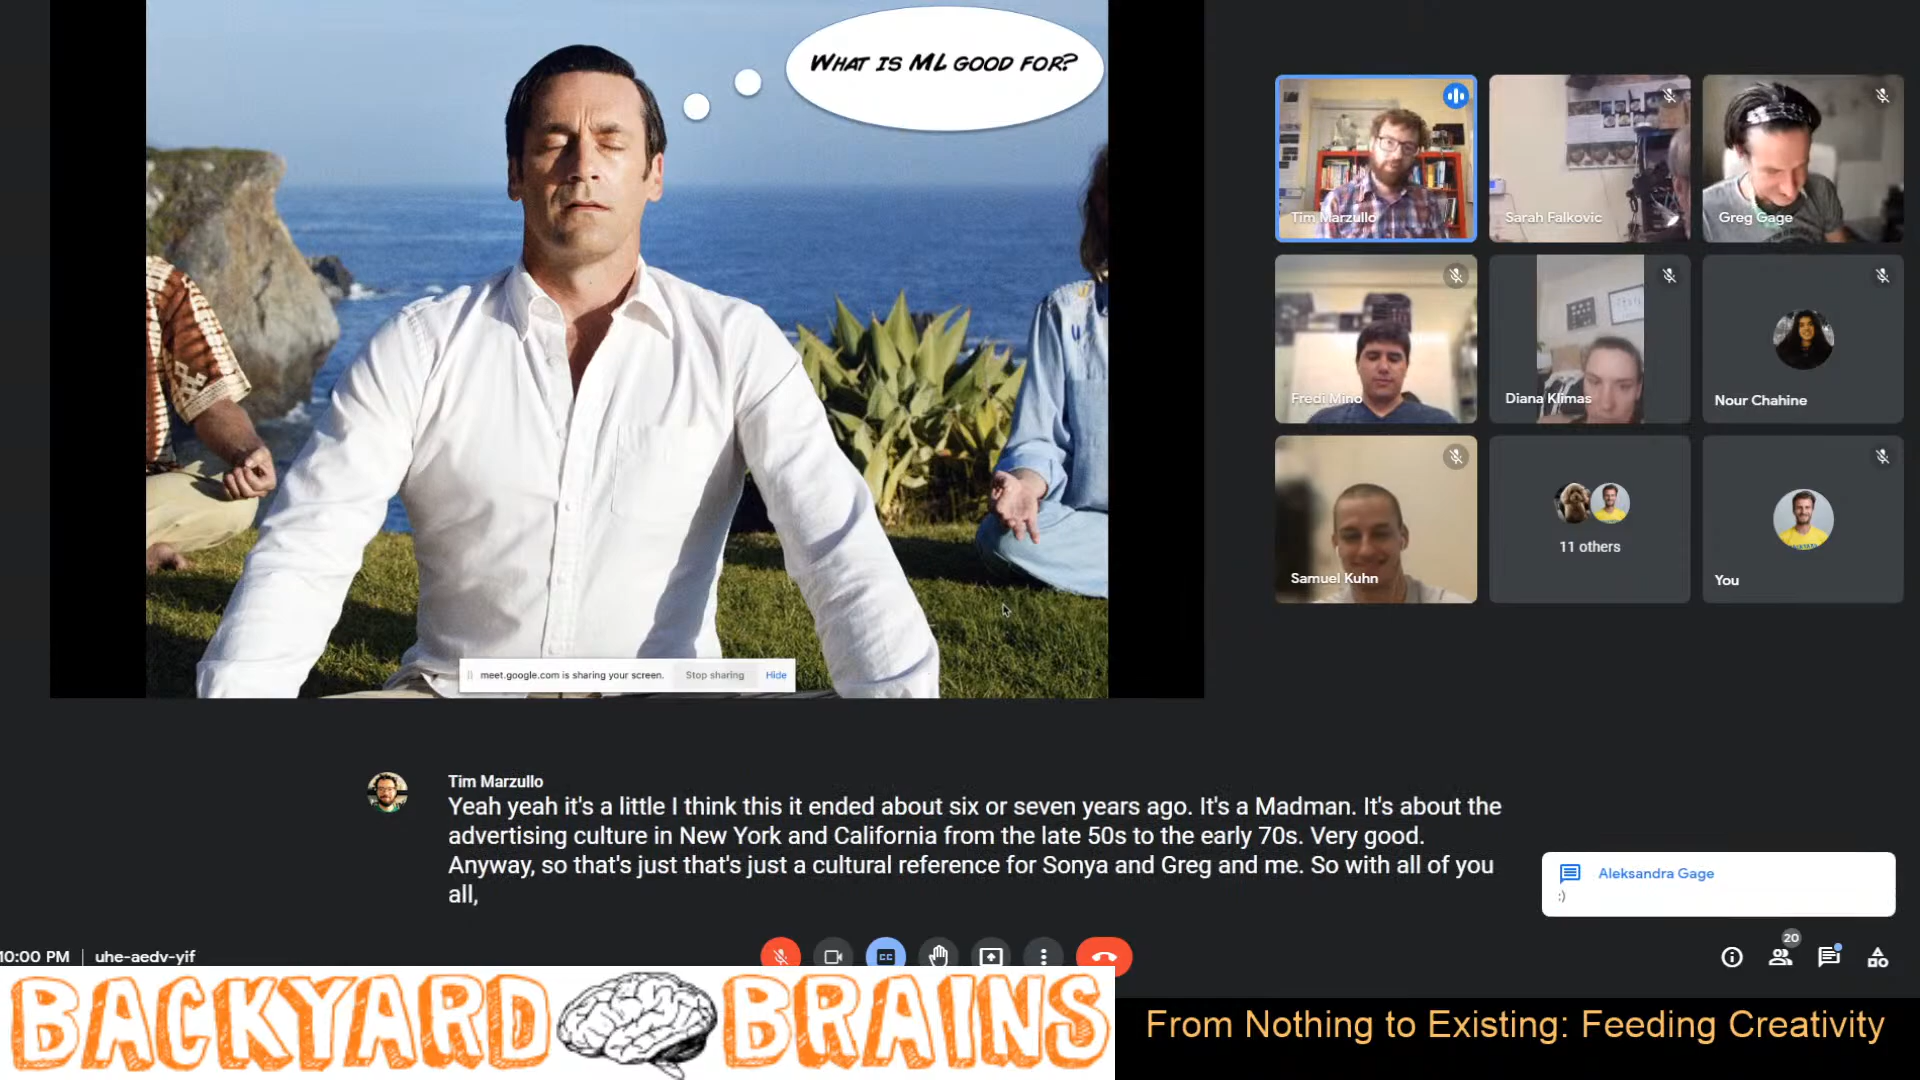 WHAT IS ML GOOD FOR?
Tim Marzullo
Sarah Falkovic
Greg Gage
Fredi Mino
Diana Klimas
Nour Chahine
Samuel Kuhn
11 others
You
meet.google.com is sharing your screen. Stop sharing Hide
Tim Marzullo
Yeah yeah it's a little I think this it ended about six or seven years ago. It's a Madman. It's about the
advertising culture in New York and California from the late 50s to the early 70s. Very good.
Anyway, so that's just that's just a cultural reference for Sonya and Greg and me. So with all of you
all,
Aleksandra Gage
:)
10:00 PM | uhe-aedv-yif
CC
20
BACKYARD BRAINS
From Nothing to Existing: Feeding Creativity